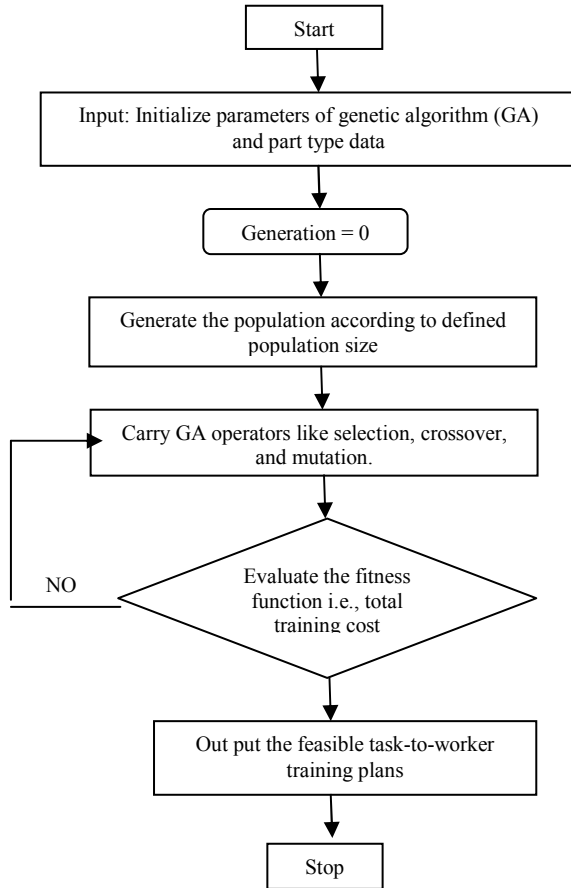 Start
Input: Initialize parameters of genetic algorithm (GA)
and part type data
Generation = 0
Generate the population according to defined
population size
Carry GA operators like selection, crossover,
and mutation.
NO
Evaluate the fitness
function i.e., total
training cost
Out put the feasible task-to-worker
training plans
Stop